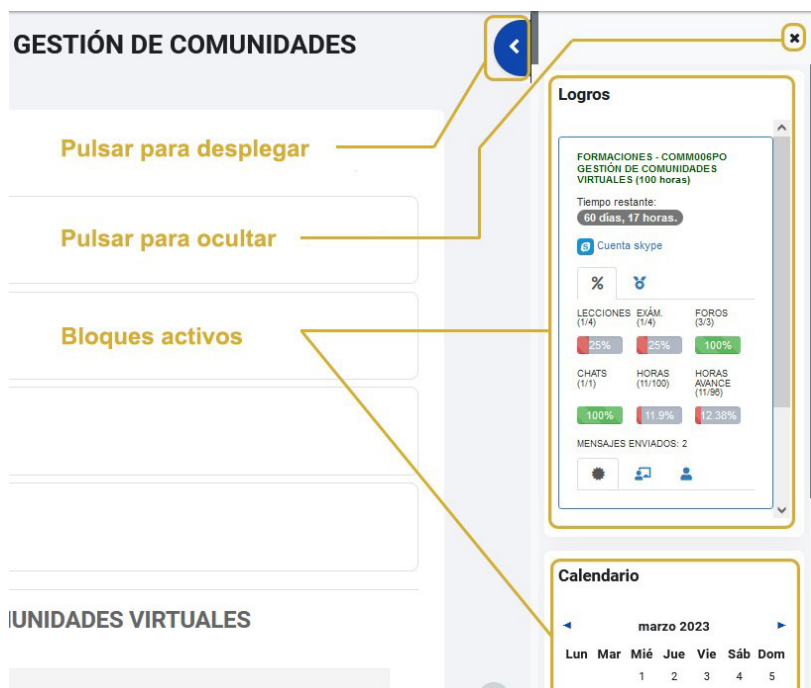 GESTIÓN DE COMUNIDADES
Pulsar para desplegar
Pulsar para ocultar
Bloques activos
UNIDADES VIRTUALES
Logros
FORMACIONES - COMM006PO
GESTIÓN DE COMUNIDADES
VIRTUALES (100 horas)
Tiempo restante:
60 días, 17 horas.
Cuenta skype
%
LECCIONES EXÁM. FOROS
(1/4) (1/4) (3/3)
25% 25% 100%
CHATS HORAS HORAS
(1/1) (11/100) AVANCE
(11/96)
100% 11.9% 12.38%
MENSAJES ENVIADOS: 2
Calendario
marzo 2023
Lun Mar Mié Jue Vie Sáb Dom
1 2 3 4 5